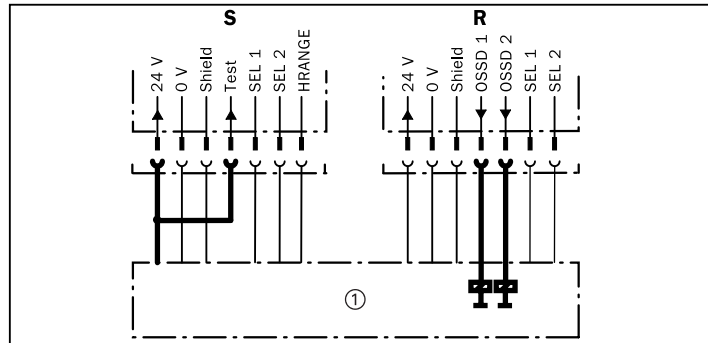 S
R
24 V
0 V
Shield
Test
SEL 1
SEL 2
HRANGE
24 V
0 V
Shield
OSSD 1
OSSD 2
SEL 1
SEL 2
①